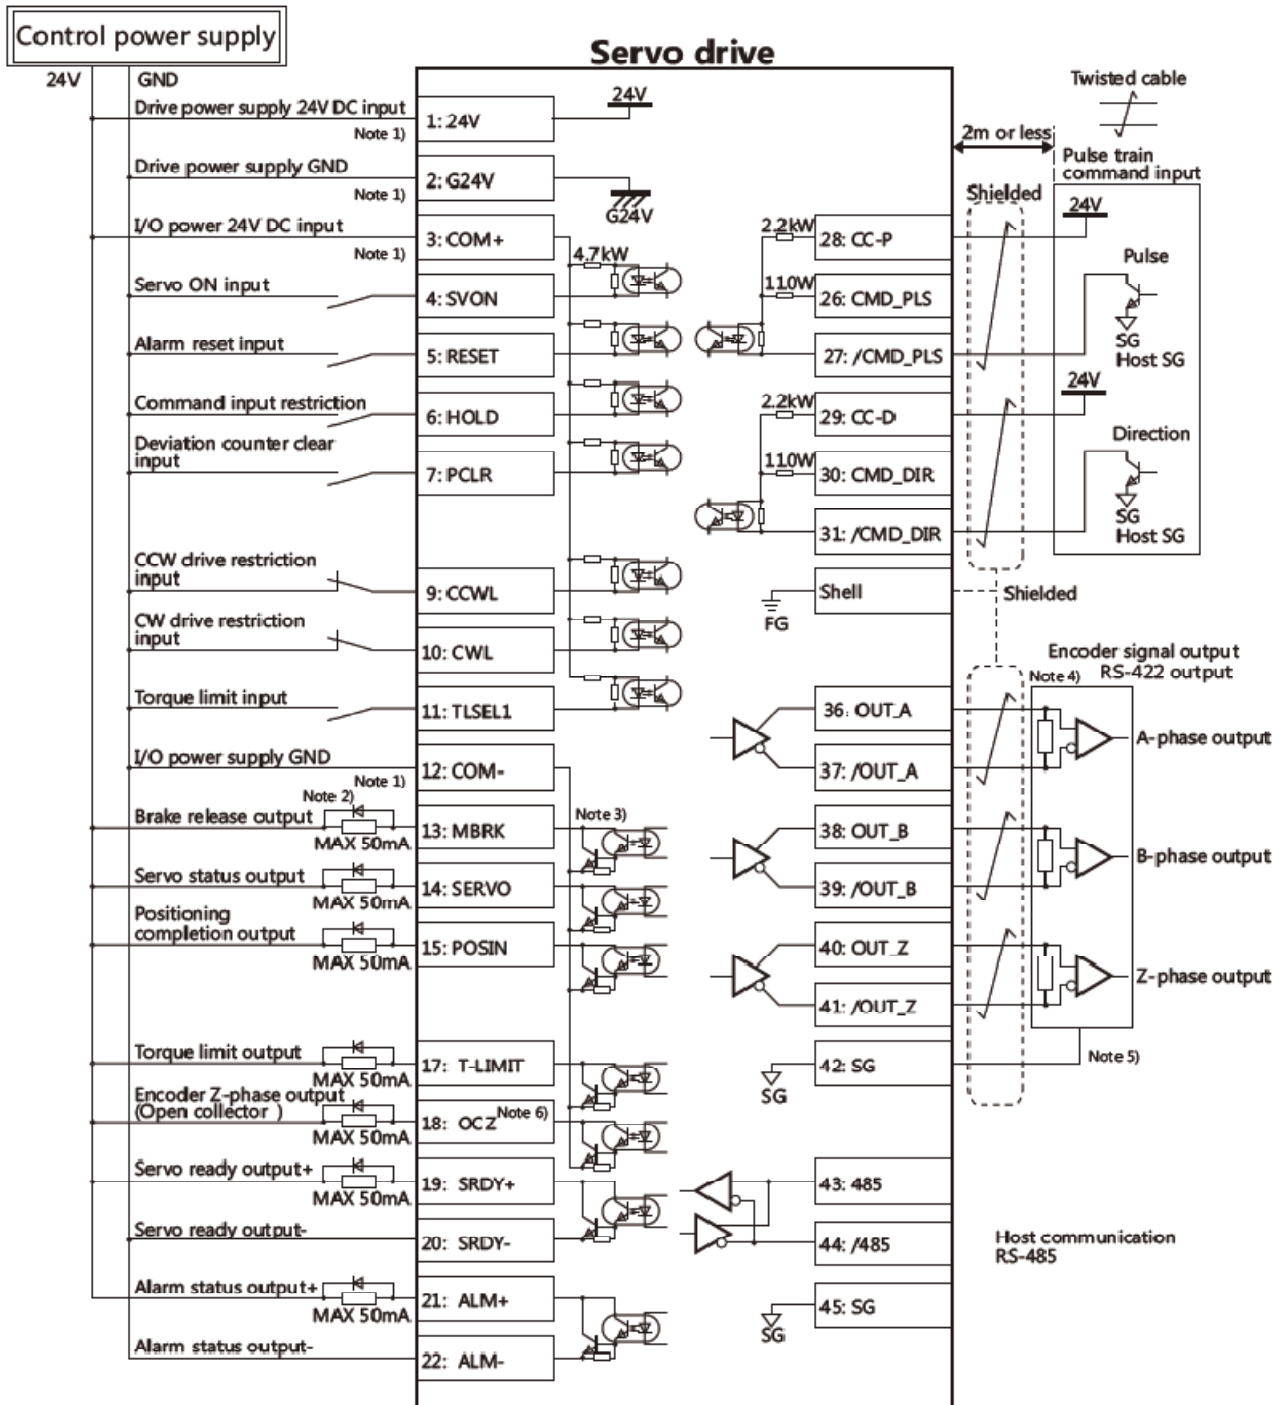 Control power supply
Servo drive
24V
GND
Twisted cable
Drive power supply 24V DC input
Note 1)
1: 24V
24V
2m or less
Pulse train
command input
Drive power supply GND
Note 1)
2: G24V
G24V
Shielded
24V
I/O power 24V DC input
Note 1)
3: COM+
4.7kW
2.2kW
28: CC-P
Pulse
Servo ON input
4: SVON
110W
26: CMD_PLS
SG
Host SG
Alarm reset input
5: RESET
27: /CMD_PLS
24V
Command input restriction
6: HOLD
2.2kW
29: CC-D
Direction
Deviation counter clear
input
7: PCLR
110W
30: CMD_DIR
SG
Host SG
31: /CMD_DIR
CCW drive restriction
input
9: CCWL
Shell
FG
Shielded
CW drive restriction
input
10: CWL
Encoder signal output
RS-422 output
Note 4)
Torque limit input
11: TLSEL1
36: OUT_A
A-phase output
I/O power supply GND
Note 1)
12: COM-
37: /OUT_A
Note 2)
Brake release output
MAX 50mA
13: MBRK
Note 3)
38: OUT_B
B-phase output
Servo status output
MAX 50mA
14: SERVO
39: /OUT_B
Positioning
completion output
MAX 50mA
15: POSIN
40: OUT_Z
Z-phase output
41: /OUT_Z
Torque limit output
MAX 50mA
17: T-LIMIT
42: SG
SG
Note 5)
Encoder Z-phase output
(Open collector )
MAX 50mA
18: OCZ Note 6)
Servo ready output+
MAX 50mA
19: SRDY+
43: 485
Servo ready output-
20: SRDY-
44: /485
Host communication
RS-485
Alarm status output+
MAX 50mA
21: ALM+
45: SG
SG
Alarm status output-
22: ALM-